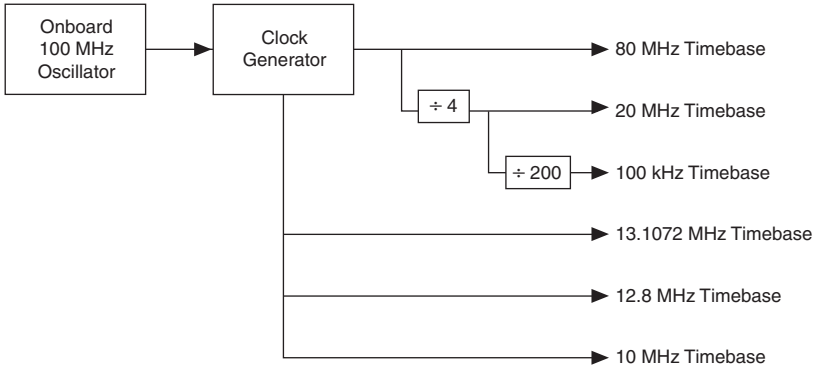 Onboard
100 MHz
Oscillator
Clock
Generator
80 MHz Timebase
÷ 4
20 MHz Timebase
÷ 200
100 kHz Timebase
13.1072 MHz Timebase
12.8 MHz Timebase
10 MHz Timebase